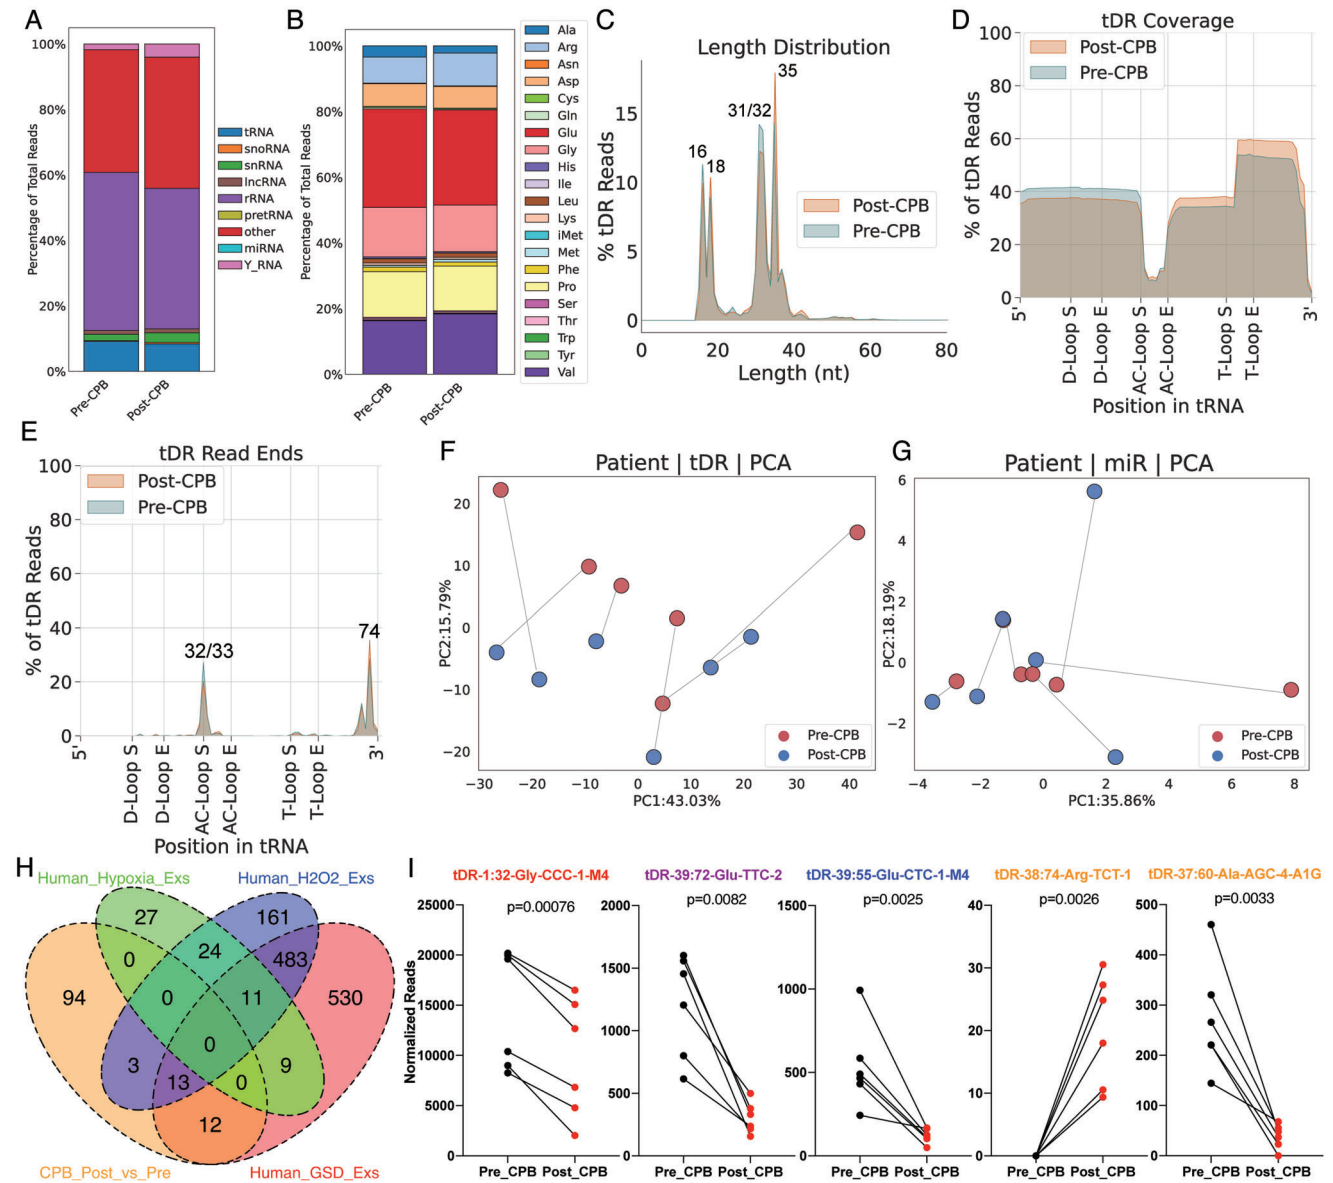 A
100%
80%
60%
40%
20%
0%
Percentage of Total Reads
Pre-CPB
Post-CPB
tRNA
snoRNA
snRNA
lncRNA
rRNA
pretRNA
other
miRNA
Y_RNA
B
100%
80%
60%
40%
20%
0%
Percentage of Total Reads
Pre-CPB
Post-CPB
Ala
Arg
Asn
Asp
Cys
Gln
Glu
Gly
His
Ile
Leu
Lys
iMet
Met
Phe
Pro
Ser
Thr
Trp
Tyr
Val
C
Length Distribution
35
31/32
16
18
15
10
5
0
% tDR Reads
Post-CPB
Pre-CPB
0 20 40 60 80
Length (nt)
D
tDR Coverage
Post-CPB
Pre-CPB
100
80
60
40
20
0
% of tDR Reads
5'
D-Loop S
D-Loop E
AC-Loop S
AC-Loop E
T-Loop S
T-Loop E
3'
Position in tRNA
E
tDR Read Ends
Post-CPB
Pre-CPB
100
80
60
40
20
0
% of tDR Reads
32/33
74
5'
D-Loop S
D-Loop E
AC-Loop S
AC-Loop E
T-Loop S
T-Loop E
3'
Position in tRNA
F
Patient | tDR | PCA
20
10
0
−10
−20
PC2:15.79%
Pre-CPB
Post-CPB
−30 −20 −10 0 10 20 30 40
PC1:43.03%
G
Patient | miR | PCA
6
4
2
0
−2
PC2:18.19%
Pre-CPB
Post-CPB
−4 −2 0 2 4 6 8
PC1:35.86%
H
Human_Hypoxia_Exs
Human_H2O2_Exs
27
161
24
0
483
94
0
11
530
0
3
9
13
0
12
CPB_Post_vs_Pre
Human_GSD_Exs
I
tDR-1:32-Gly-CCC-1-M4
p=0.00076
25000
20000
15000
10000
5000
0
Normalized Reads
Pre_CPB Post_CPB
tDR-39:72-Glu-TTC-2
p=0.0082
2000
1500
1000
500
0
Pre_CPB Post_CPB
tDR-39:55-Glu-CTC-1-M4
p=0.0025
1500
1000
500
0
Pre_CPB Post_CPB
tDR-38:74-Arg-TCT-1
p=0.0026
40
30
20
10
0
Pre_CPB Post_CPB
tDR-37:60-Ala-AGC-4-A1G
p=0.0033
500
400
300
200
100
0
Pre_CPB Post_CPB